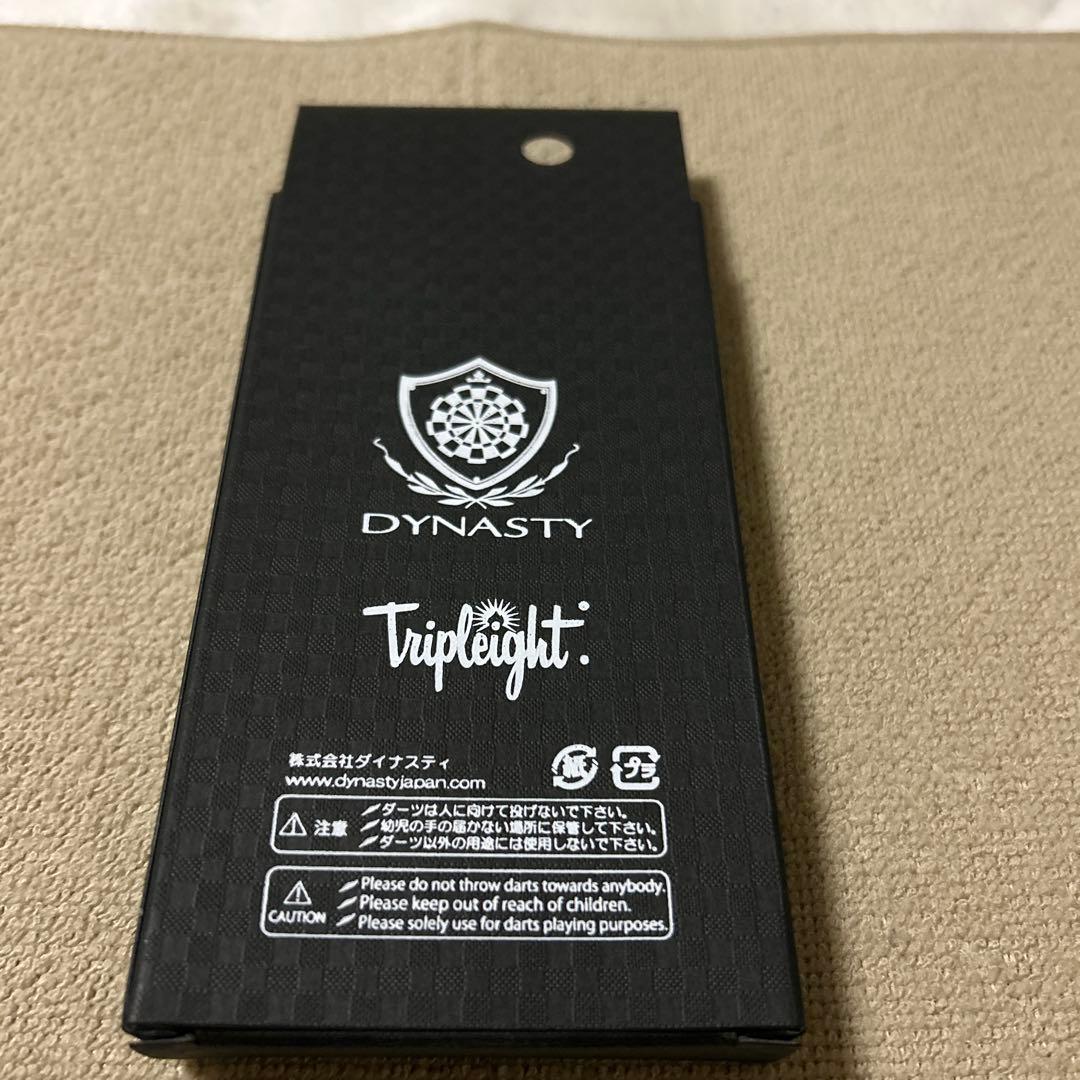 DYNASTY
Tripleight
株式会社ダイナスティ
www.dynastyjapan.com
紙
プラ
注意
ダーツは人に向けて投げないで下さい。
幼児の手の届かない場所に保管して下さい。
ダーツ以外の用途には使用しないで下さい。
CAUTION
Please do not throw darts towards anybody.
Please keep out of reach of children.
Please solely use for darts playing purposes.